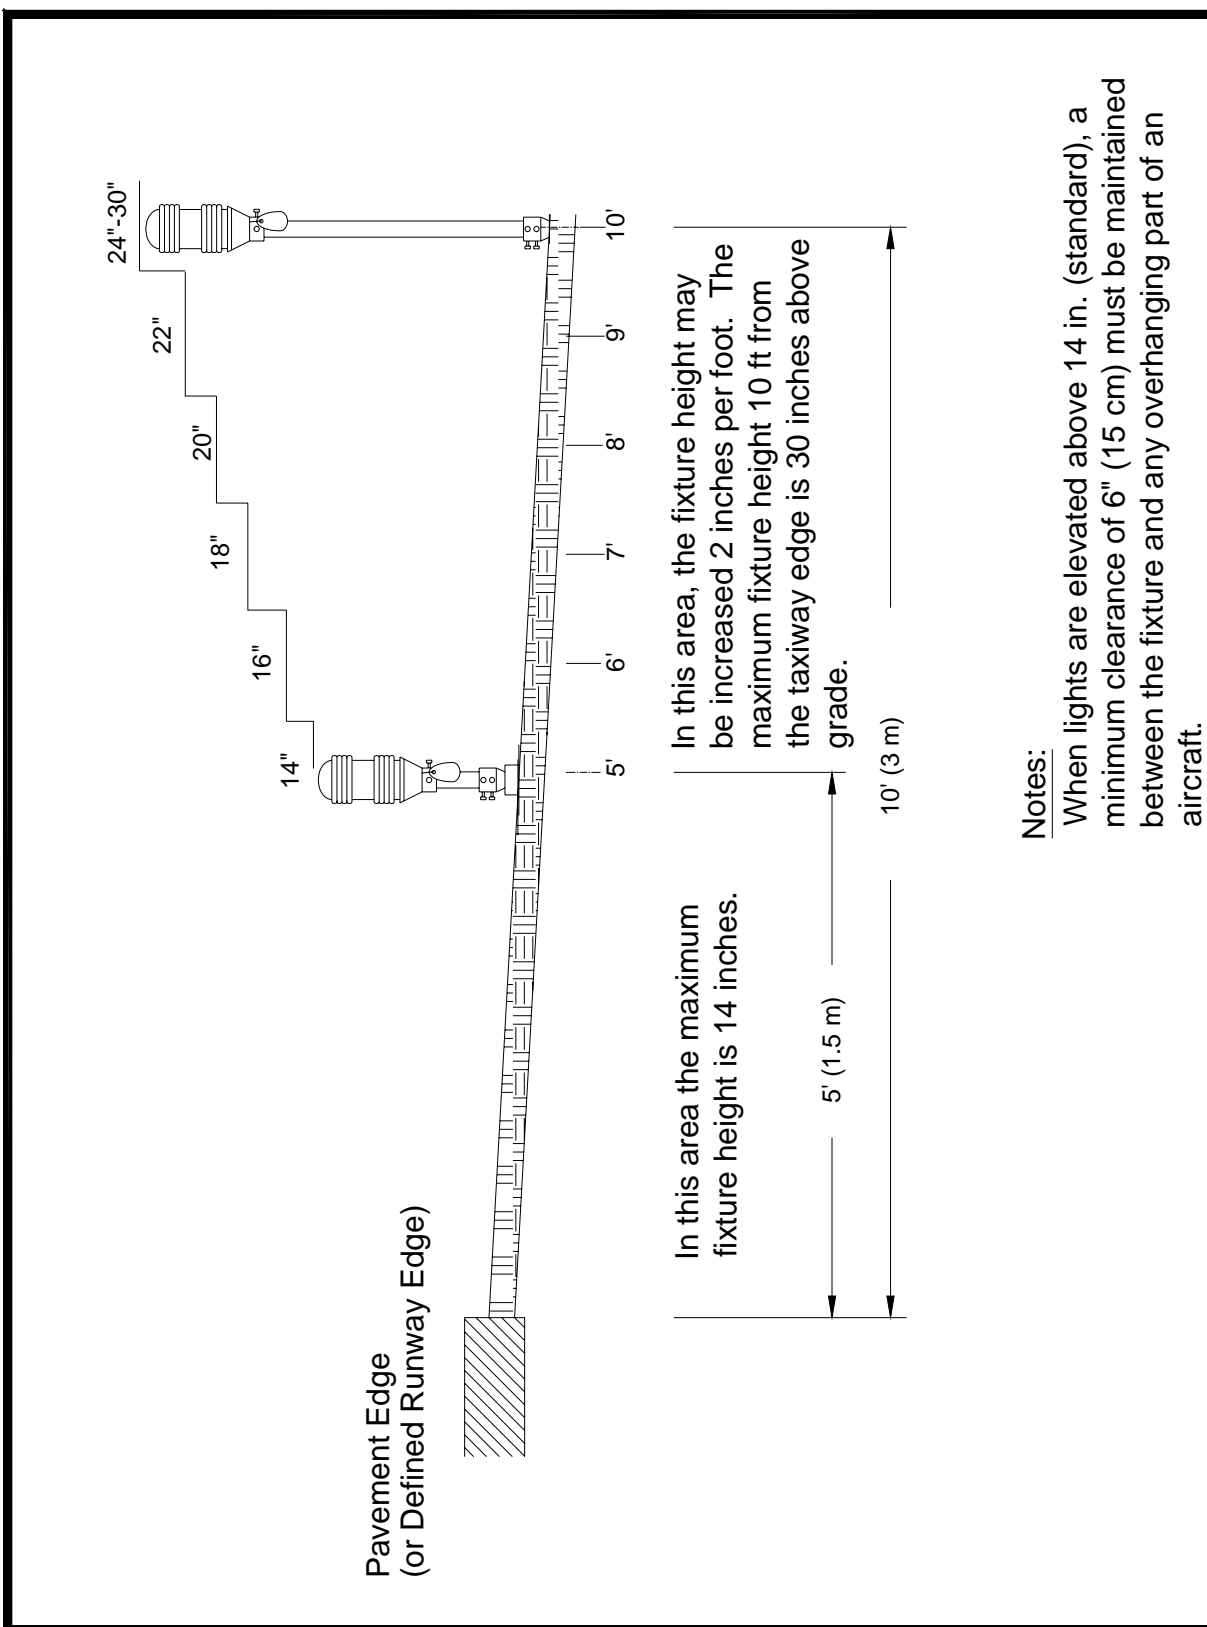 24"-30"
22"
20"
18"
16"
14"
Pavement Edge
(or Defined Runway Edge)
5'
6'
7'
8'
9'
10'
In this area the maximum
fixture height is 14 inches.
In this area, the fixture height may
be increased 2 inches per foot.  The
maximum fixture height 10 ft from
the taxiway edge is 30 inches above
grade.
5' (1.5 m)
10' (3 m)
Notes:
When lights are elevated above 14 in. (standard), a
minimum clearance of 6" (15 cm) must be maintained
between the fixture and any overhanging part of an
aircraft.